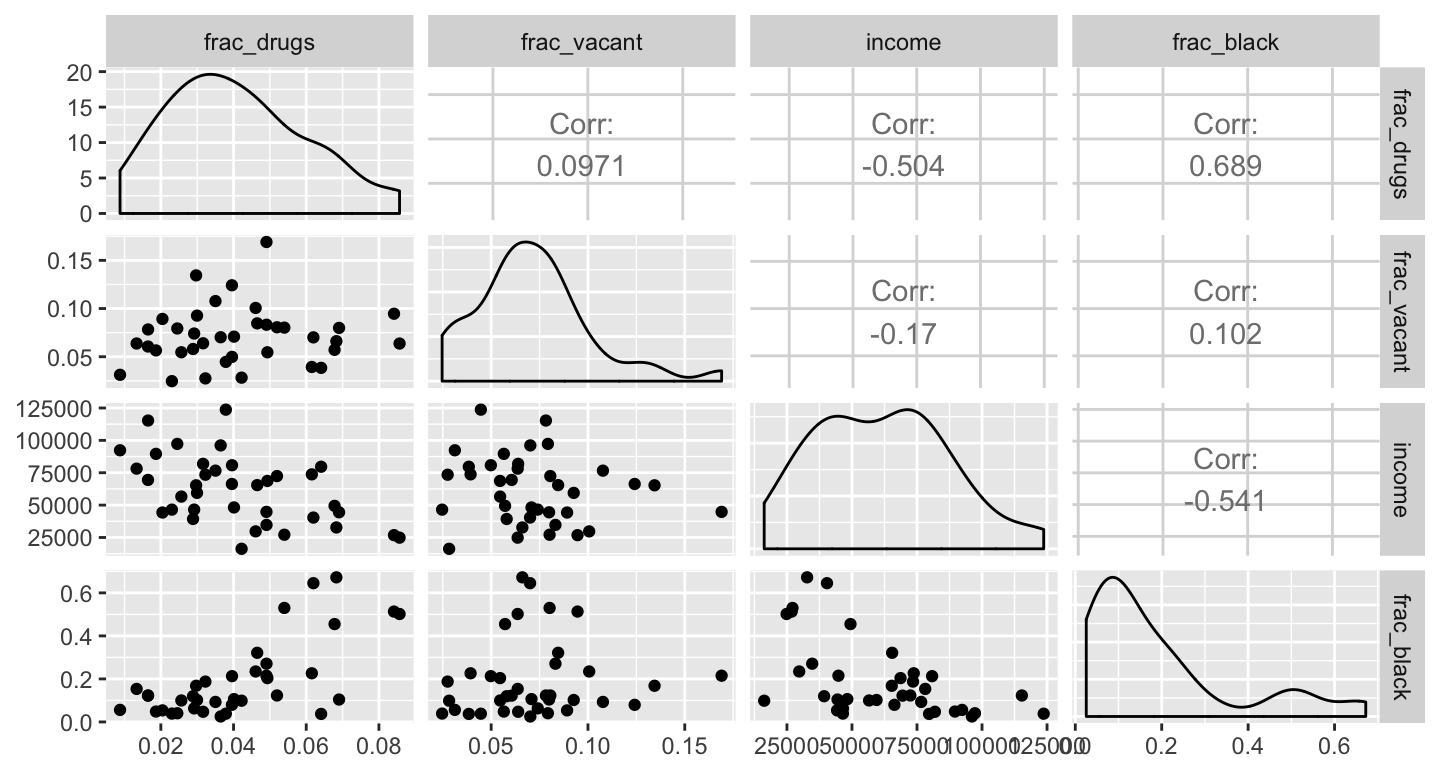 frac_drugs frac_vacant income frac_black
20
15
10
5
0
Corr:
0.0971
Corr:
-0.504
Corr:
0.689
frac_drugs
0.15
0.10
0.05
Corr:
-0.17
Corr:
0.102
frac_vacant
125000
100000
75000
50000
25000
Corr:
-0.541
income
0.6
0.4
0.2
0.0
frac_black
0.02 0.04 0.06 0.08 0.05 0.10 0.15 25000 50000 75000 100000 125000 0.0 0.2 0.4 0.6